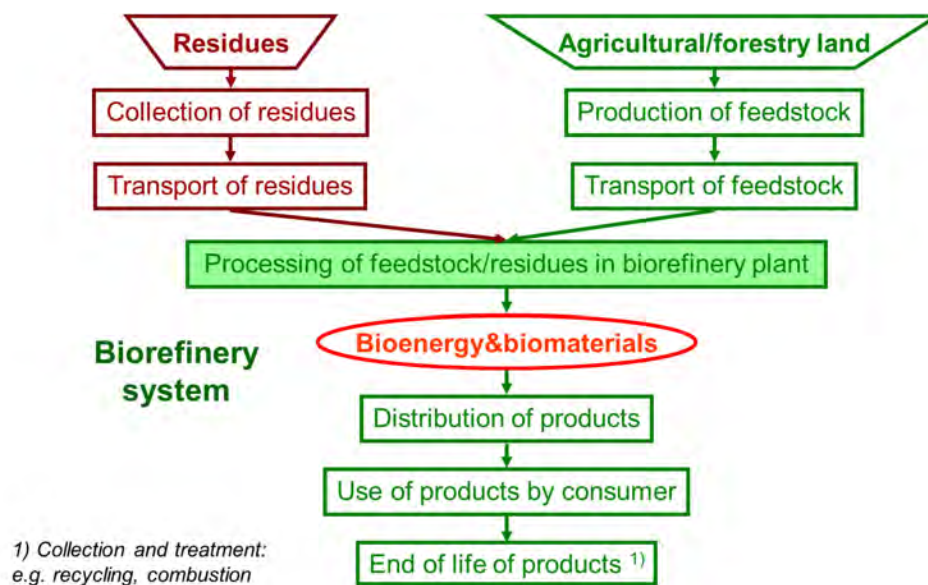 Residues
Agricultural/forestry land
Collection of residues
Production of feedstock
Transport of residues
Transport of feedstock
Processing of feedstock/residues in biorefinery plant
Bioenergy&biomaterials
Biorefinery
system
Distribution of products
Use of products by consumer
End of life of products 1)
1) Collection and treatment:
e.g. recycling, combustion